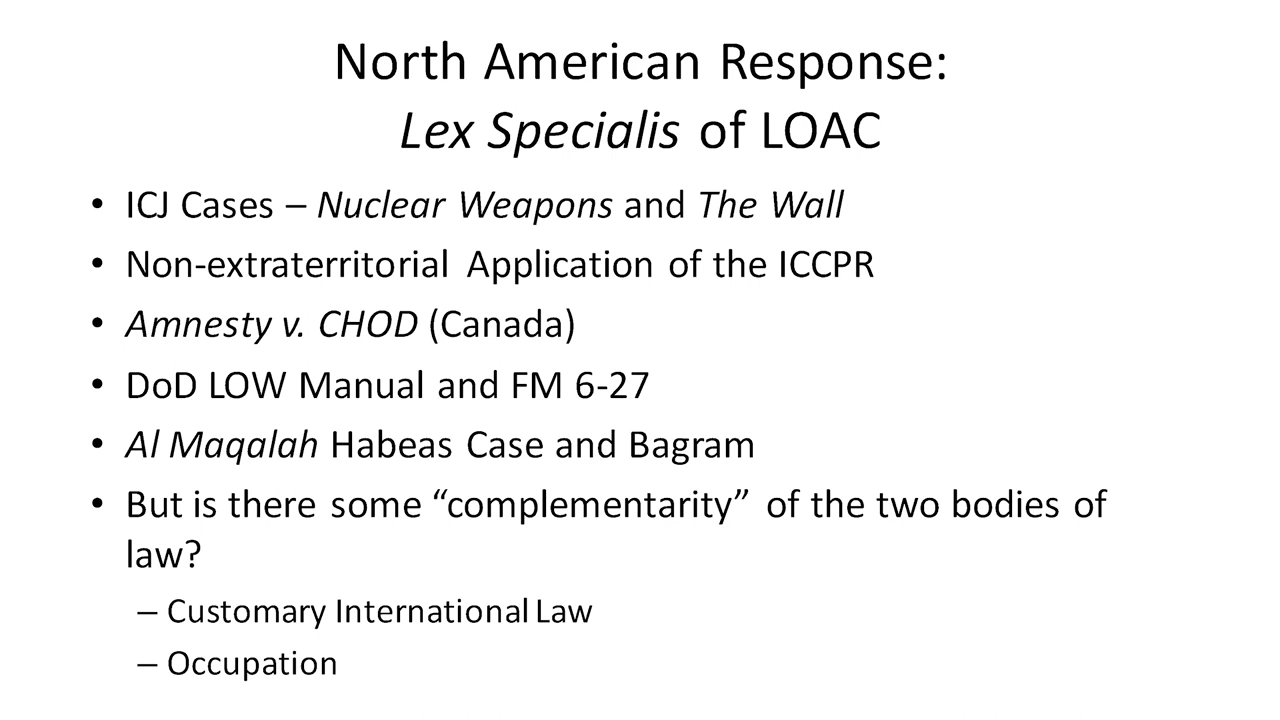 North American Response:
Lex Specialis of LOAC
• ICJ Cases – Nuclear Weapons and The Wall
• Non-extraterritorial Application of the ICCPR
• Amnesty v. CHOD (Canada)
• DoD LOW Manual and FM 6-27
• Al Maqalah Habeas Case and Bagram
• But is there some “complementarity” of the two bodies of
law?
– Customary International Law
– Occupation